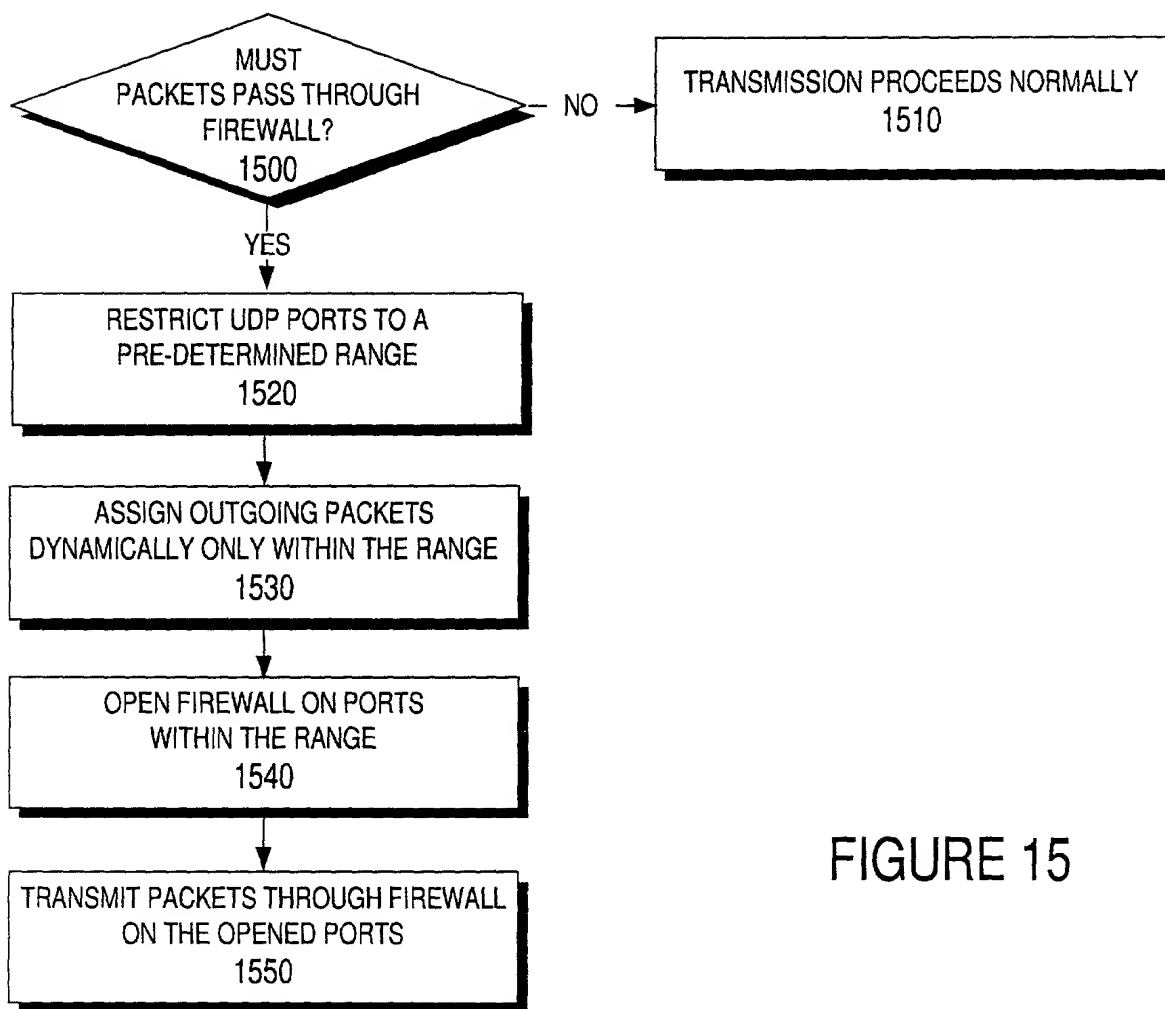 MUST
PACKETS PASS THROUGH
FIREWALL?
1500
NO
TRANSMISSION PROCEEDS NORMALLY
1510
YES
RESTRICT UDP PORTS TO A
PRE-DETERMINED RANGE
1520
ASSIGN OUTGOING PACKETS
DYNAMICALLY ONLY WITHIN THE RANGE
1530
OPEN FIREWALL ON PORTS
WITHIN THE RANGE
1540
TRANSMIT PACKETS THROUGH FIREWALL
ON THE OPENED PORTS
1550
FIGURE 15